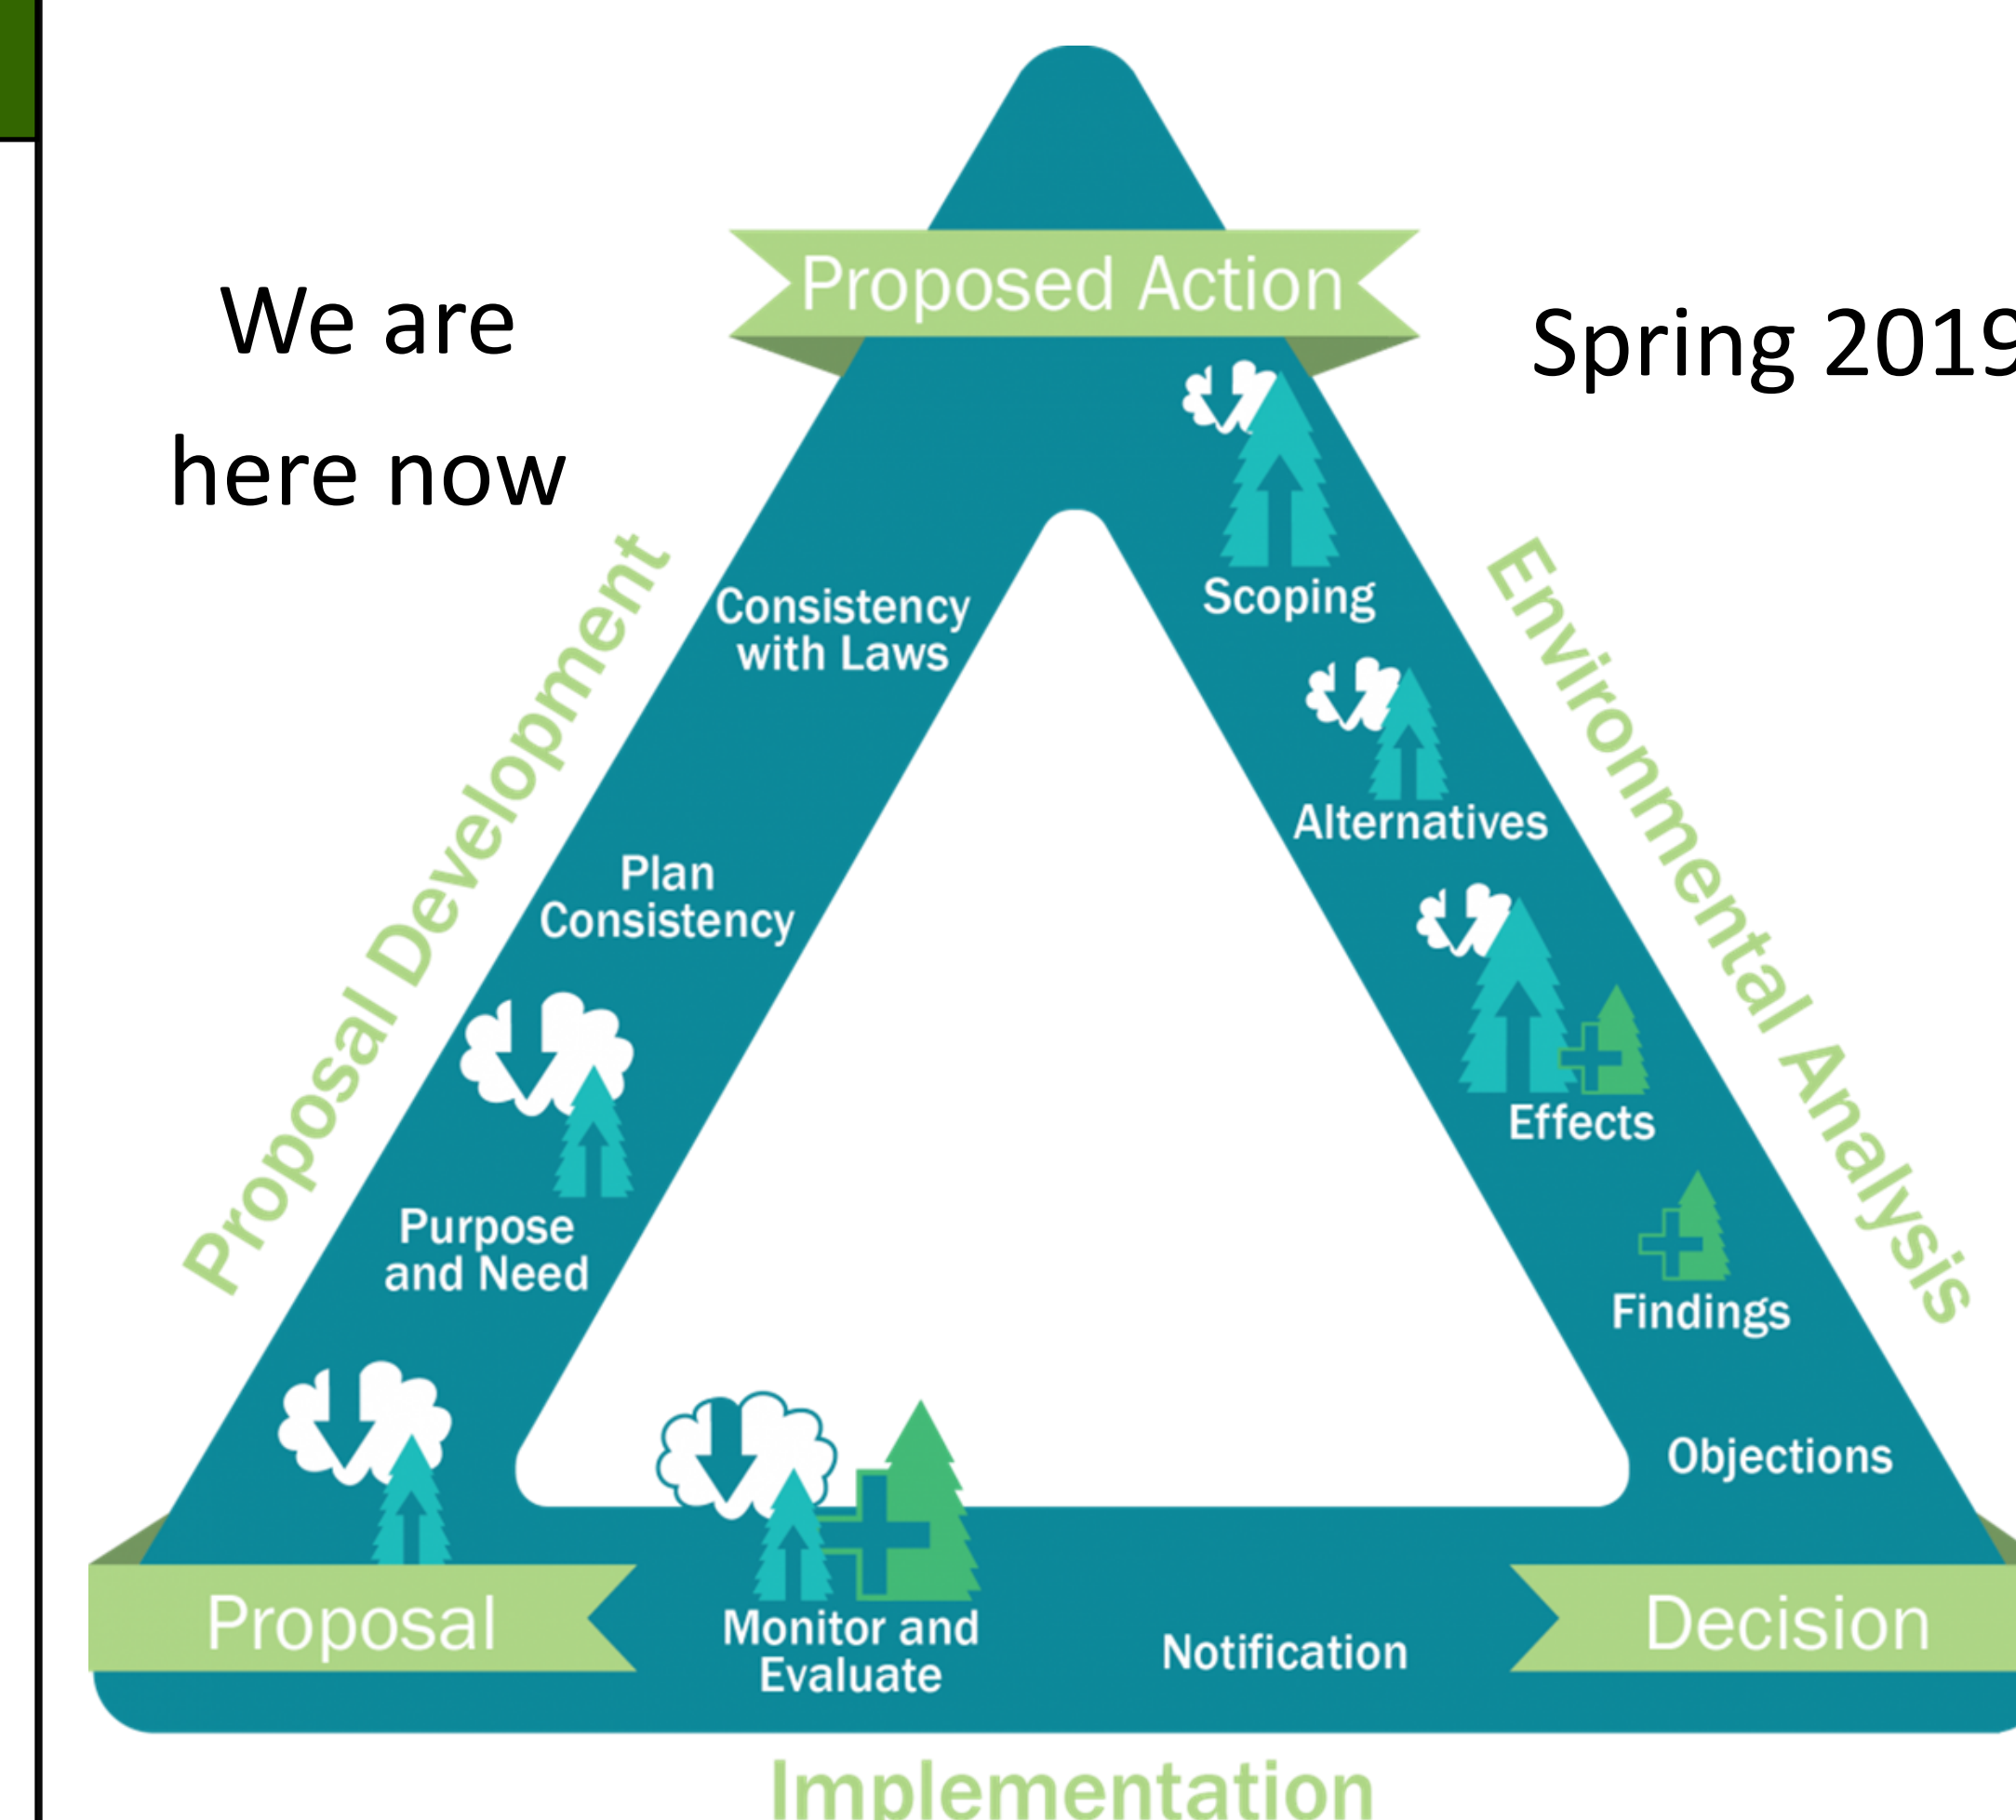 Proposed Action
We are
here now
Spring 2019
Proposal Development
Environmental Analysis
Consistency
with Laws
Scoping
Alternatives
Plan
Consistency
Effects
Purpose
and Need
Findings
Objections
Proposal
Monitor and
Evaluate
Notification
Decision
Implementation